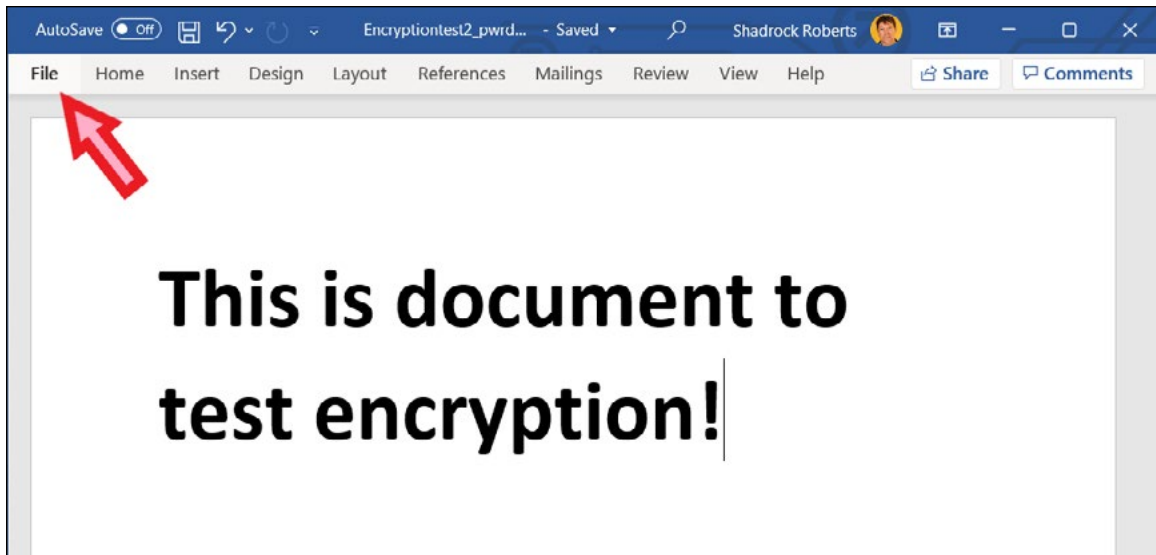 AutoSave Off Encryptiontest2_pwrd... - Saved Shadrock Roberts
File Home Insert Design Layout References Mailings Review View Help Share Comments
This is document to
test encryption!